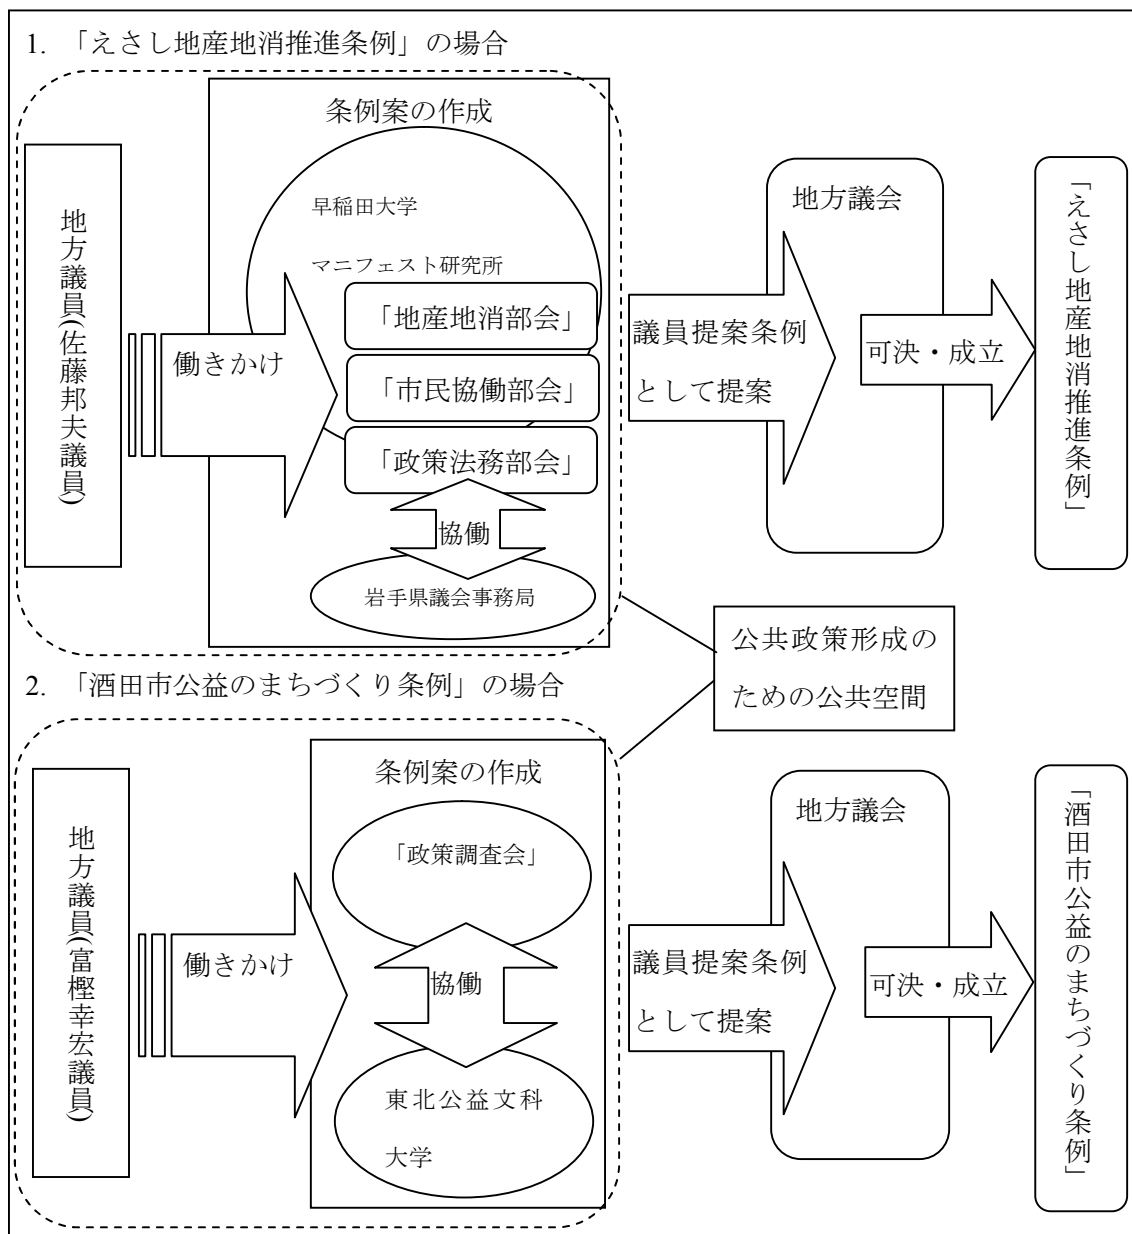 1. 「えさし地産地消推進条例」の場合
条例案の作成
地方議員(佐藤邦夫議員)
働きかけ
早稲田大学
マニフェスト研究所
「地産地消部会」
「市民協働部会」
「政策法務部会」
協働
岩手県議会事務局
議員提案条例
として提案
地方議会
可決・成立
「えさし地産地消推進条例」
公共政策形成の
ための公共空間
2. 「酒田市公益のまちづくり条例」の場合
条例案の作成
地方議員(富樫幸宏議員)
働きかけ
「政策調査会」
協働
東北公益文科
大学
議員提案条例
として提案
地方議会
可決・成立
「酒田市公益のまちづくり条例」